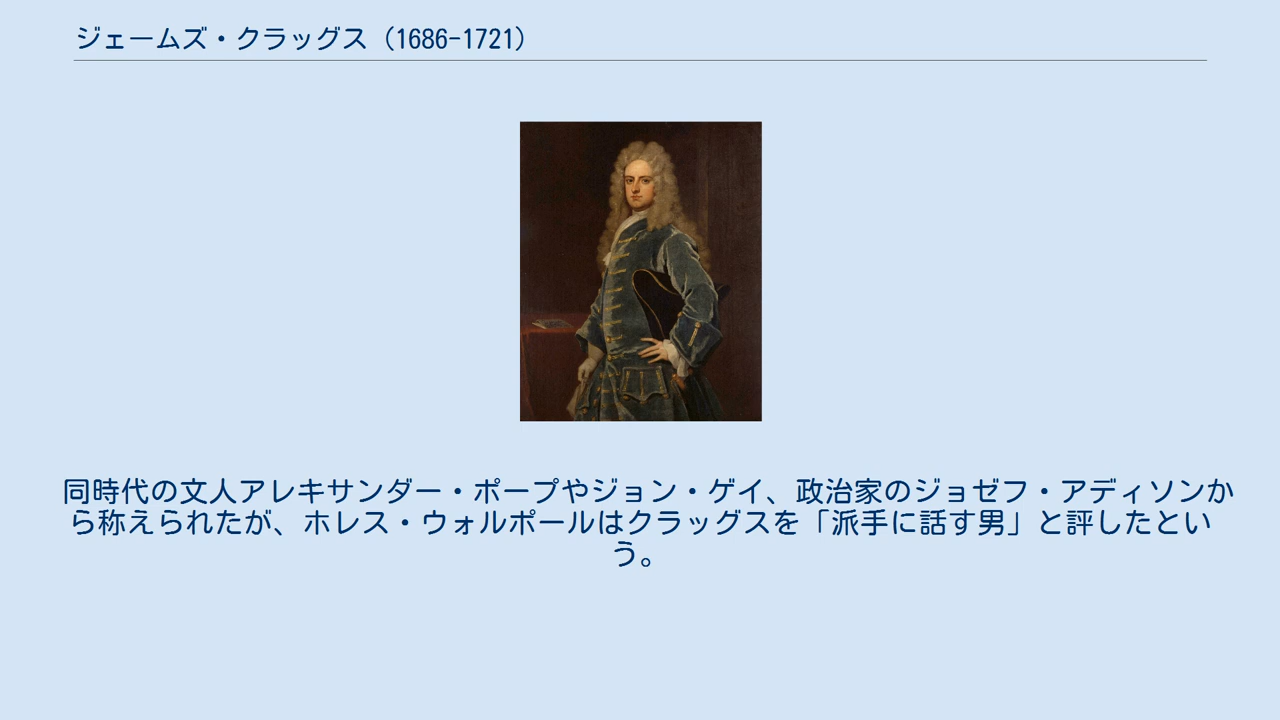 ジェームズ・クラッグス（1686-1721）
同時代の文人アレキサンダー・ポープやジョン・ゲイ、政治家のジョゼフ・アディソンか
ら称えられたが、ホレス・ウォルポールはクラッグスを「派手に話す男」と評したとい
う。